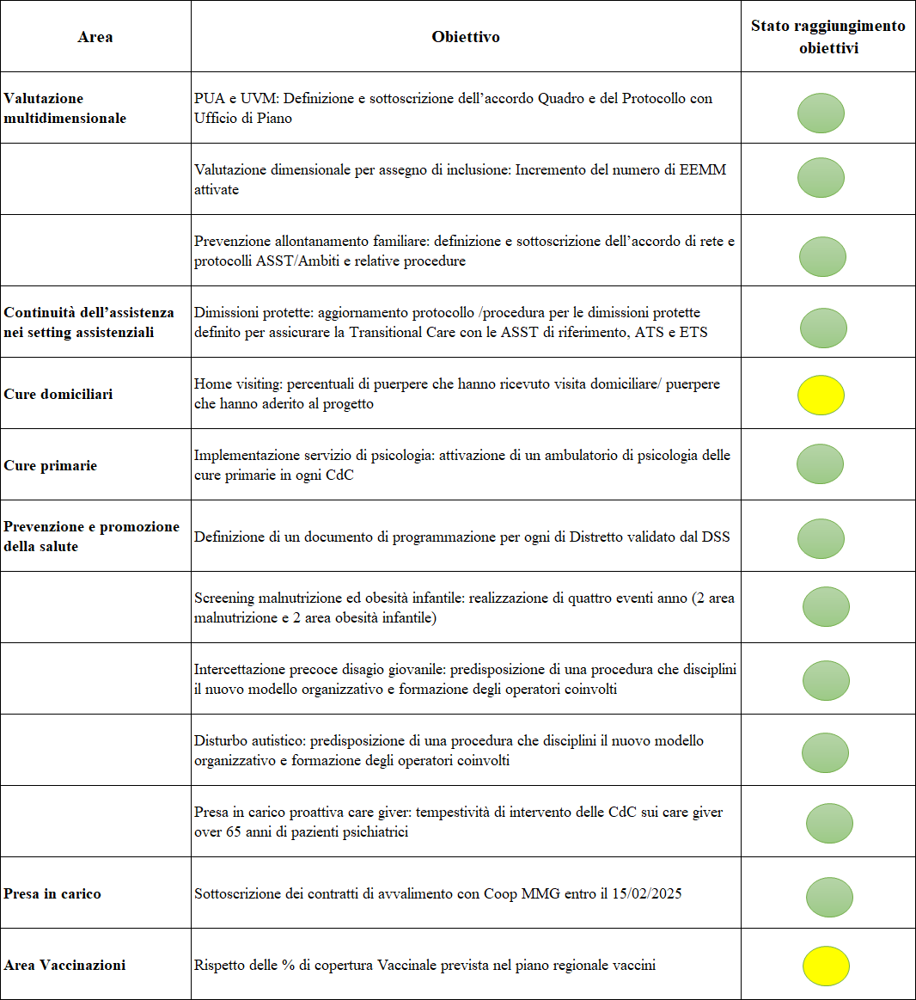 Area
Obiettivo
Stato raggiungimento
obiettivi
Valutazione
multidimensionale
PUA e UVM: Definizione e sottoscrizione dell’accordo Quadro e del Protocollo con
Ufficio di Piano
Valutazione dimensionale per assegno di inclusione: Incremento del numero di EEMM
attivate
Prevenzione allontanamento familiare: definizione e sottoscrizione dell’accordo di rete e
protocolli ASST/Ambiti e relative procedure
Continuità dell’assistenza
nei setting assistenziali
Dimissioni protette: aggiornamento protocollo /procedura per le dimissioni protette
definito per assicurare la Transitional Care con le ASST di riferimento, ATS e ETS
Cure domiciliari
Home visiting: percentuali di puerpere che hanno ricevuto visita domiciliare/ puerpere
che hanno aderito al progetto
Cure primarie
Implementazione servizio di psicologia: attivazione di un ambulatorio di psicologia delle
cure primarie in ogni CdC
Prevenzione e promozione
della salute
Definizione di un documento di programmazione per ogni di Distretto validato dal DSS
Screening malnutrizione ed obesità infantile: realizzazione di quattro eventi anno (2 area
malnutrizione e 2 area obesità infantile)
Intercettazione precoce disagio giovanile: predisposizione di una procedura che disciplini
il nuovo modello organizzativo e formazione degli operatori coinvolti
Disturbo autistico: predisposizione di una procedura che disciplini il nuovo modello
organizzativo e formazione degli operatori coinvolti
Presa in carico proattiva care giver: tempestività di intervento delle CdC sui care giver
over 65 anni di pazienti psichiatrici
Presa in carico
Sottoscrizione dei contratti di avvalimento con Coop MMG entro il 15/02/2025
Area Vaccinazioni
Rispetto delle % di copertura Vaccinale prevista nel piano regionale vaccini